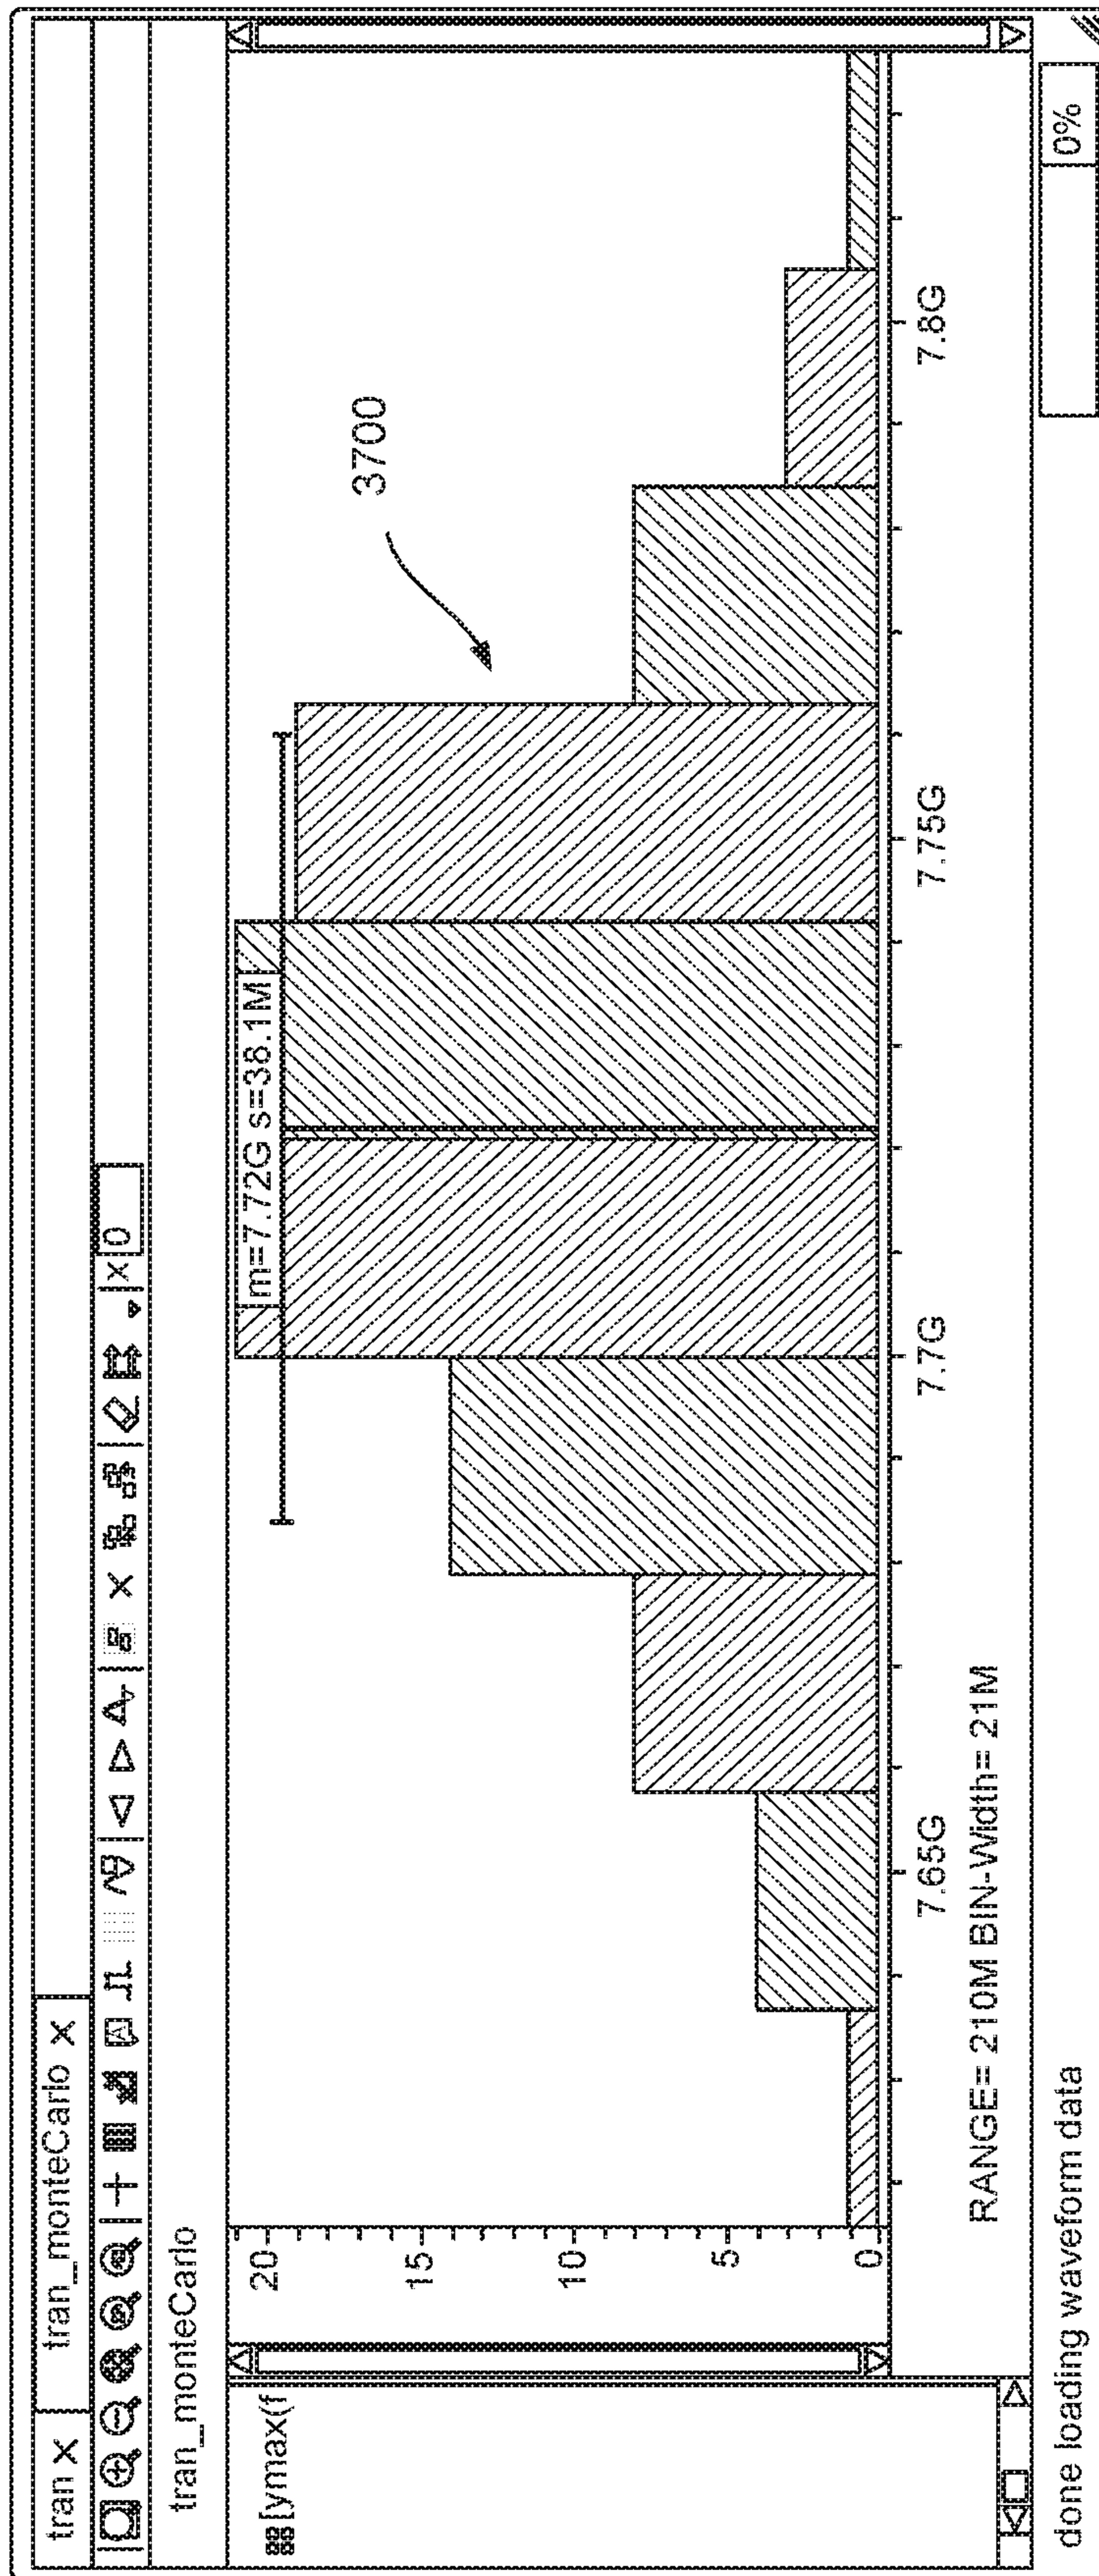 tran X tran_monteCarlo X
X 0
tran_monteCarlo
[ymax(f
m=7.72G s=38.1M
3700
20
15
10
5
0
7.65G 7.7G 7.75G 7.8G
RANGE= 210M BIN-Width= 21M
done loading waveform data 0%